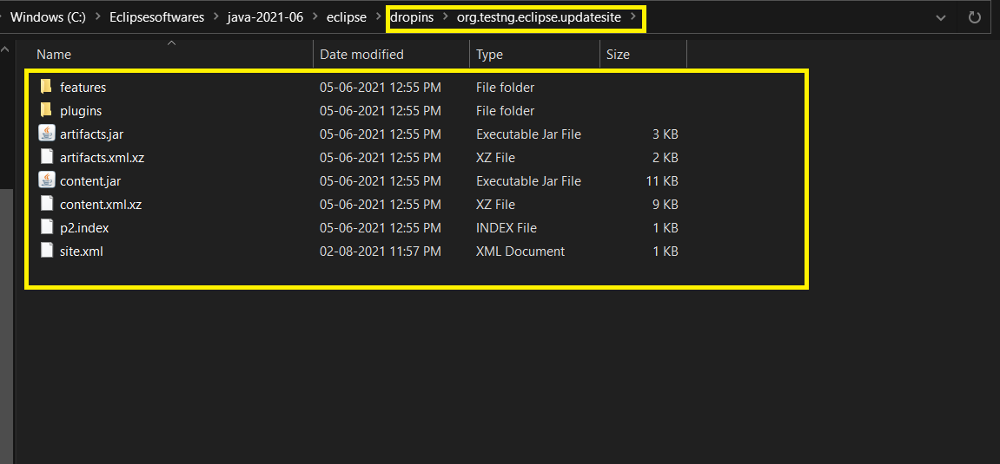 Windows (C:) > Eclipsesoftwares > java-2021-06 > eclipse > dropins > org.testng.eclipse.updatesite >
Name Date modified Type Size
features 05-06-2021 12:55 PM File folder
plugins 05-06-2021 12:55 PM File folder
artifacts.jar 05-06-2021 12:55 PM Executable Jar File 3 KB
artifacts.xml.xz 05-06-2021 12:55 PM XZ File 2 KB
content.jar 05-06-2021 12:55 PM Executable Jar File 11 KB
content.xml.xz 05-06-2021 12:55 PM XZ File 9 KB
p2.index 05-06-2021 12:55 PM INDEX File 1 KB
site.xml 02-08-2021 11:57 PM XML Document 1 KB